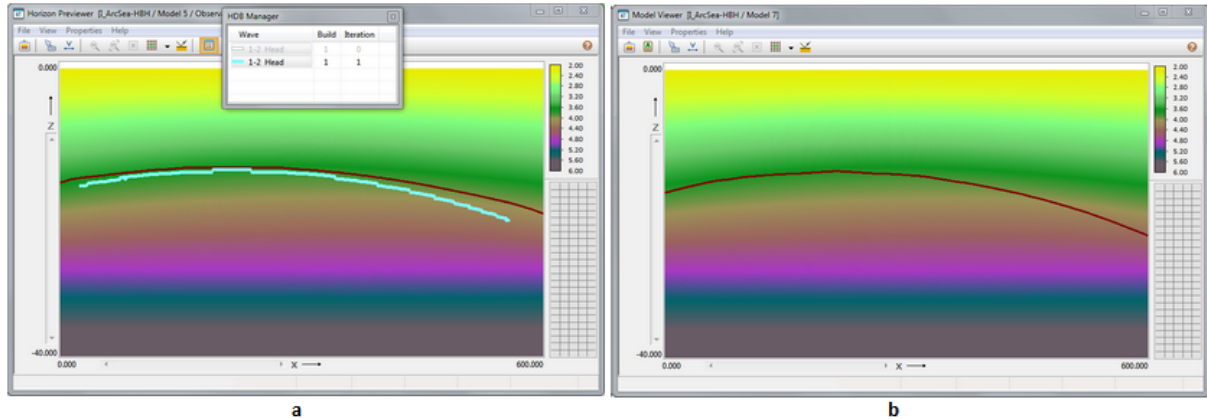 Horizon Previewer [J_ArcSea-HBH / Model 5 / Obser
File View Properties Help
HDB Manager
Wave Build Iteration
1-2 Head 1 0
1-2 Head 1 1
0.000
Z
-40.000
0.000 X 600.000
2.00
2.40
2.80
3.20
3.60
4.00
4.40
4.80
5.20
5.60
6.00
a
Model Viewer [J_ArcSea-HBH / Model 7]
File View Properties Help
0.000
Z
-40.000
0.000 X 600.000
2.00
2.40
2.80
3.20
3.60
4.00
4.40
4.80
5.20
5.60
6.00
b